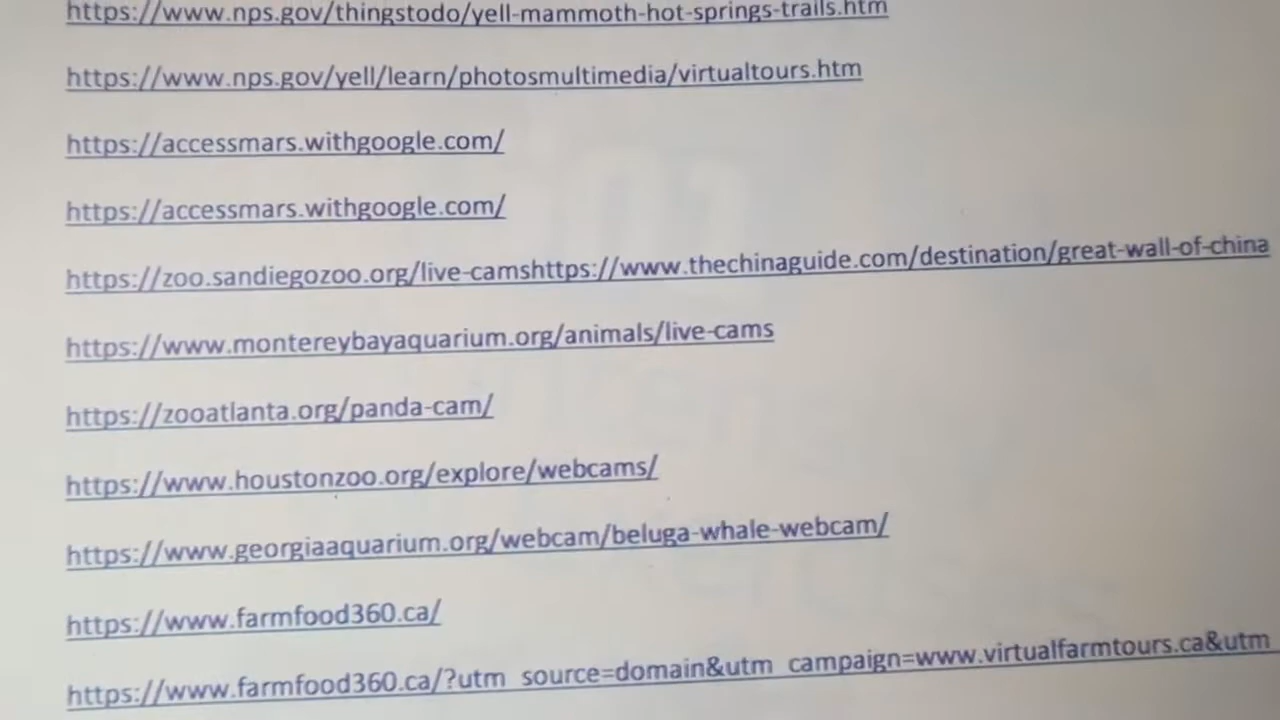 https://www.nps.gov/thingstodo/yell-mammoth-hot-springs-trails.htm
https://www.nps.gov/yell/learn/photosmultimedia/virtualtours.htm
https://accessmars.withgoogle.com/
https://accessmars.withgoogle.com/
https://zoo.sandiegozoo.org/live-camshttps://www.thechinaguide.com/destination/great-wall-of-china
https://www.montereybayaquarium.org/animals/live-cams
https://zooatlanta.org/panda-cam/
https://www.houstonzoo.org/explore/webcams/
https://www.georgiaaquarium.org/webcam/beluga-whale-webcam/
https://www.farmfood360.ca/
https://www.farmfood360.ca/?utm_source=domain&utm_campaign=www.virtualfarmtours.ca&utm_